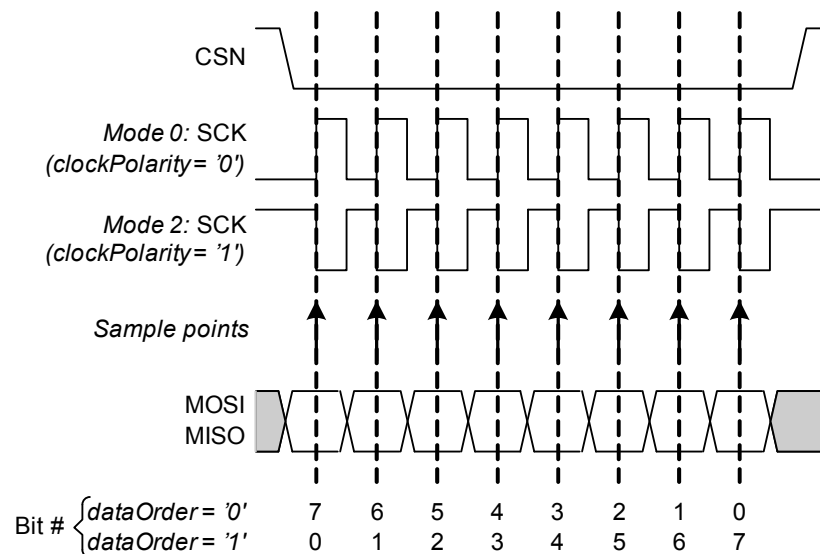 CSN
Mode 0: SCK
(clockPolarity= '0')
Mode 2: SCK
(clockPolarity= '1')
Sample points
MOSI
MISO
Bit #
dataOrder = '0' 7 6 5 4 3 2 1 0
dataOrder = '1' 0 1 2 3 4 5 6 7